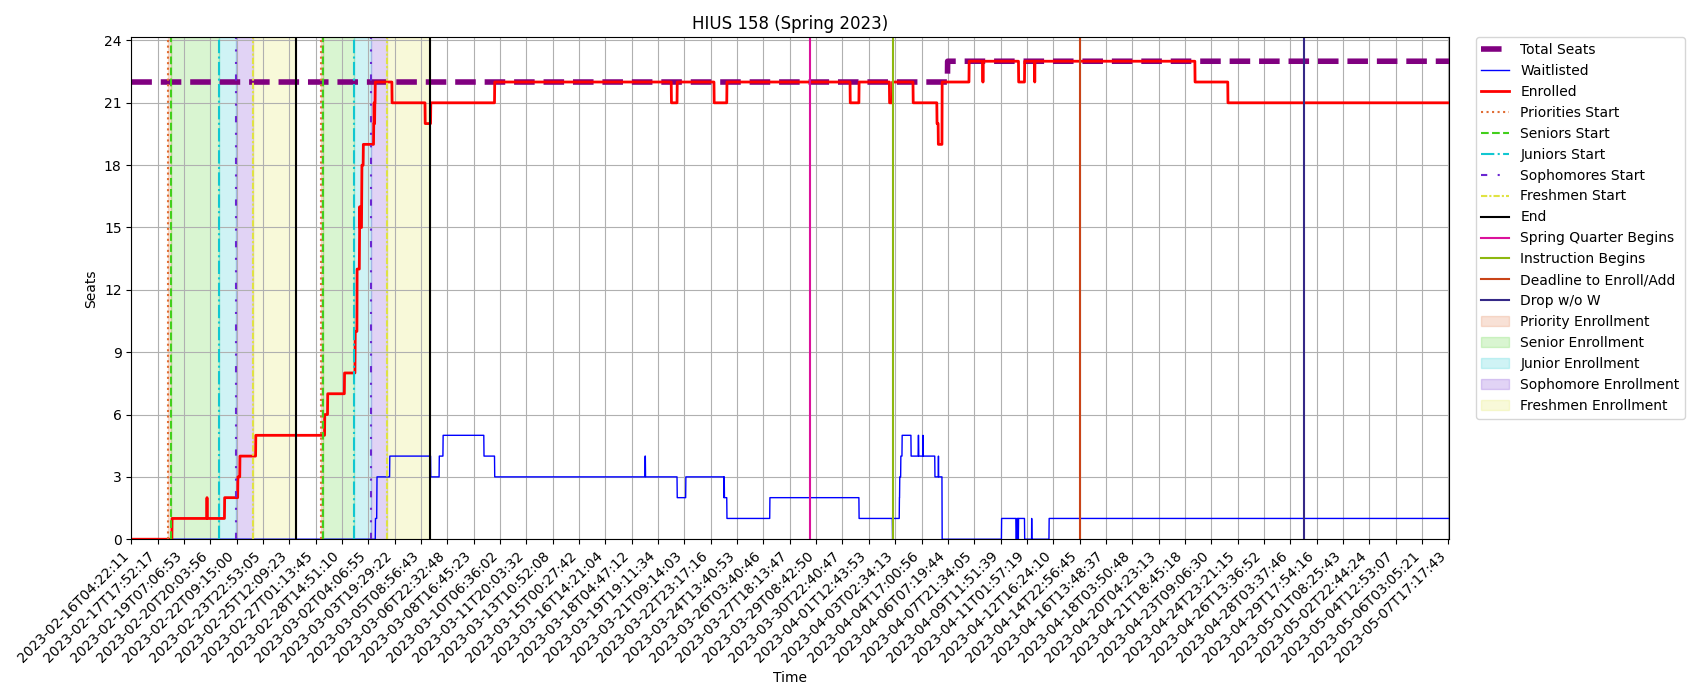 HIUS 158 (Spring 2023)
24
21
18
15
12
9
6
3
0
Seats
2023-02-16T04:22:11
2023-02-17T17:52:17
2023-02-19T07:06:53
2023-02-20T20:03:56
2023-02-22T09:15:00
2023-02-23T22:53:05
2023-02-25T12:09:23
2023-02-27T01:13:45
2023-02-28T14:51:10
2023-03-02T04:06:55
2023-03-03T19:29:22
2023-03-05T08:56:43
2023-03-06T22:32:48
2023-03-08T16:45:23
2023-03-10T06:36:02
2023-03-11T20:03:32
2023-03-13T10:52:08
2023-03-15T00:27:42
2023-03-16T14:21:04
2023-03-18T04:47:12
2023-03-19T19:11:34
2023-03-21T09:14:03
2023-03-22T23:17:16
2023-03-24T13:40:53
2023-03-26T03:40:46
2023-03-27T18:13:47
2023-03-29T08:42:50
2023-03-30T22:40:47
2023-04-01T12:43:53
2023-04-03T02:34:13
2023-04-04T17:00:56
2023-04-06T07:19:44
2023-04-07T21:34:05
2023-04-09T11:51:39
2023-04-11T01:57:19
2023-04-12T16:24:10
2023-04-14T22:56:45
2023-04-16T13:48:37
2023-04-18T03:50:48
2023-04-20T04:23:13
2023-04-21T18:45:18
2023-04-23T09:06:30
2023-04-24T23:21:15
2023-04-26T13:36:52
2023-04-28T03:37:46
2023-04-29T17:54:16
2023-05-01T08:25:43
2023-05-02T22:44:24
2023-05-04T12:53:07
2023-05-06T03:05:21
2023-05-07T17:17:43
Time
Total Seats
Waitlisted
Enrolled
Priorities Start
Seniors Start
Juniors Start
Sophomores Start
Freshmen Start
End
Spring Quarter Begins
Instruction Begins
Deadline to Enroll/Add
Drop w/o W
Priority Enrollment
Senior Enrollment
Junior Enrollment
Sophomore Enrollment
Freshmen Enrollment